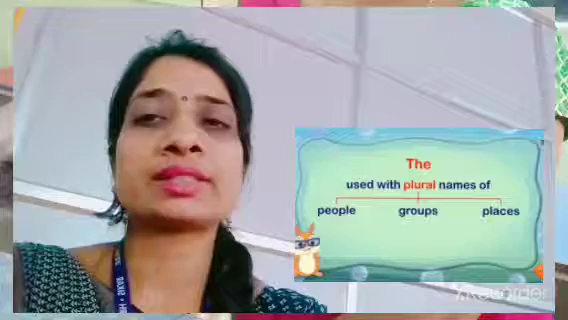 The
used with plural names of
people groups places